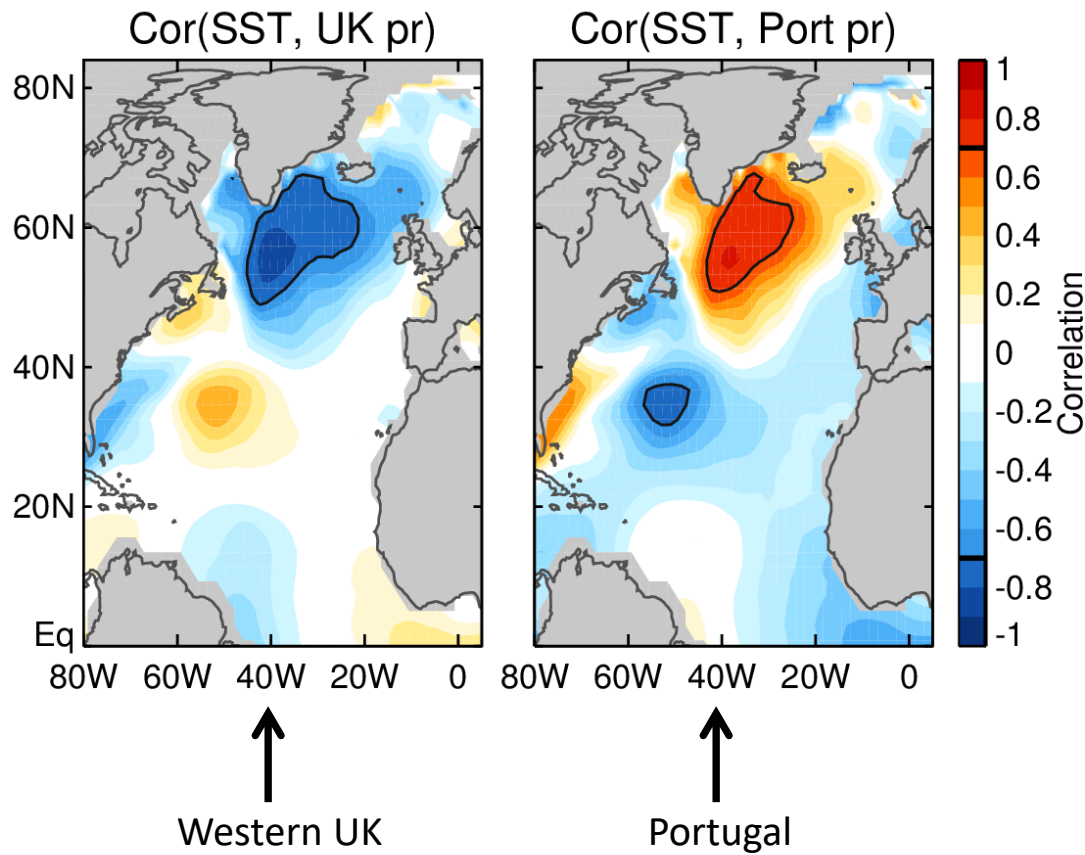 Cor(SST, UK pr)
Cor(SST, Port pr)
80N
60N
40N
20N
Eq
80W 60W 40W 20W 0
80W 60W 40W 20W 0
1
0.8
0.6
0.4
0.2
0
-0.2
-0.4
-0.6
-0.8
-1
Correlation
Western UK
Portugal